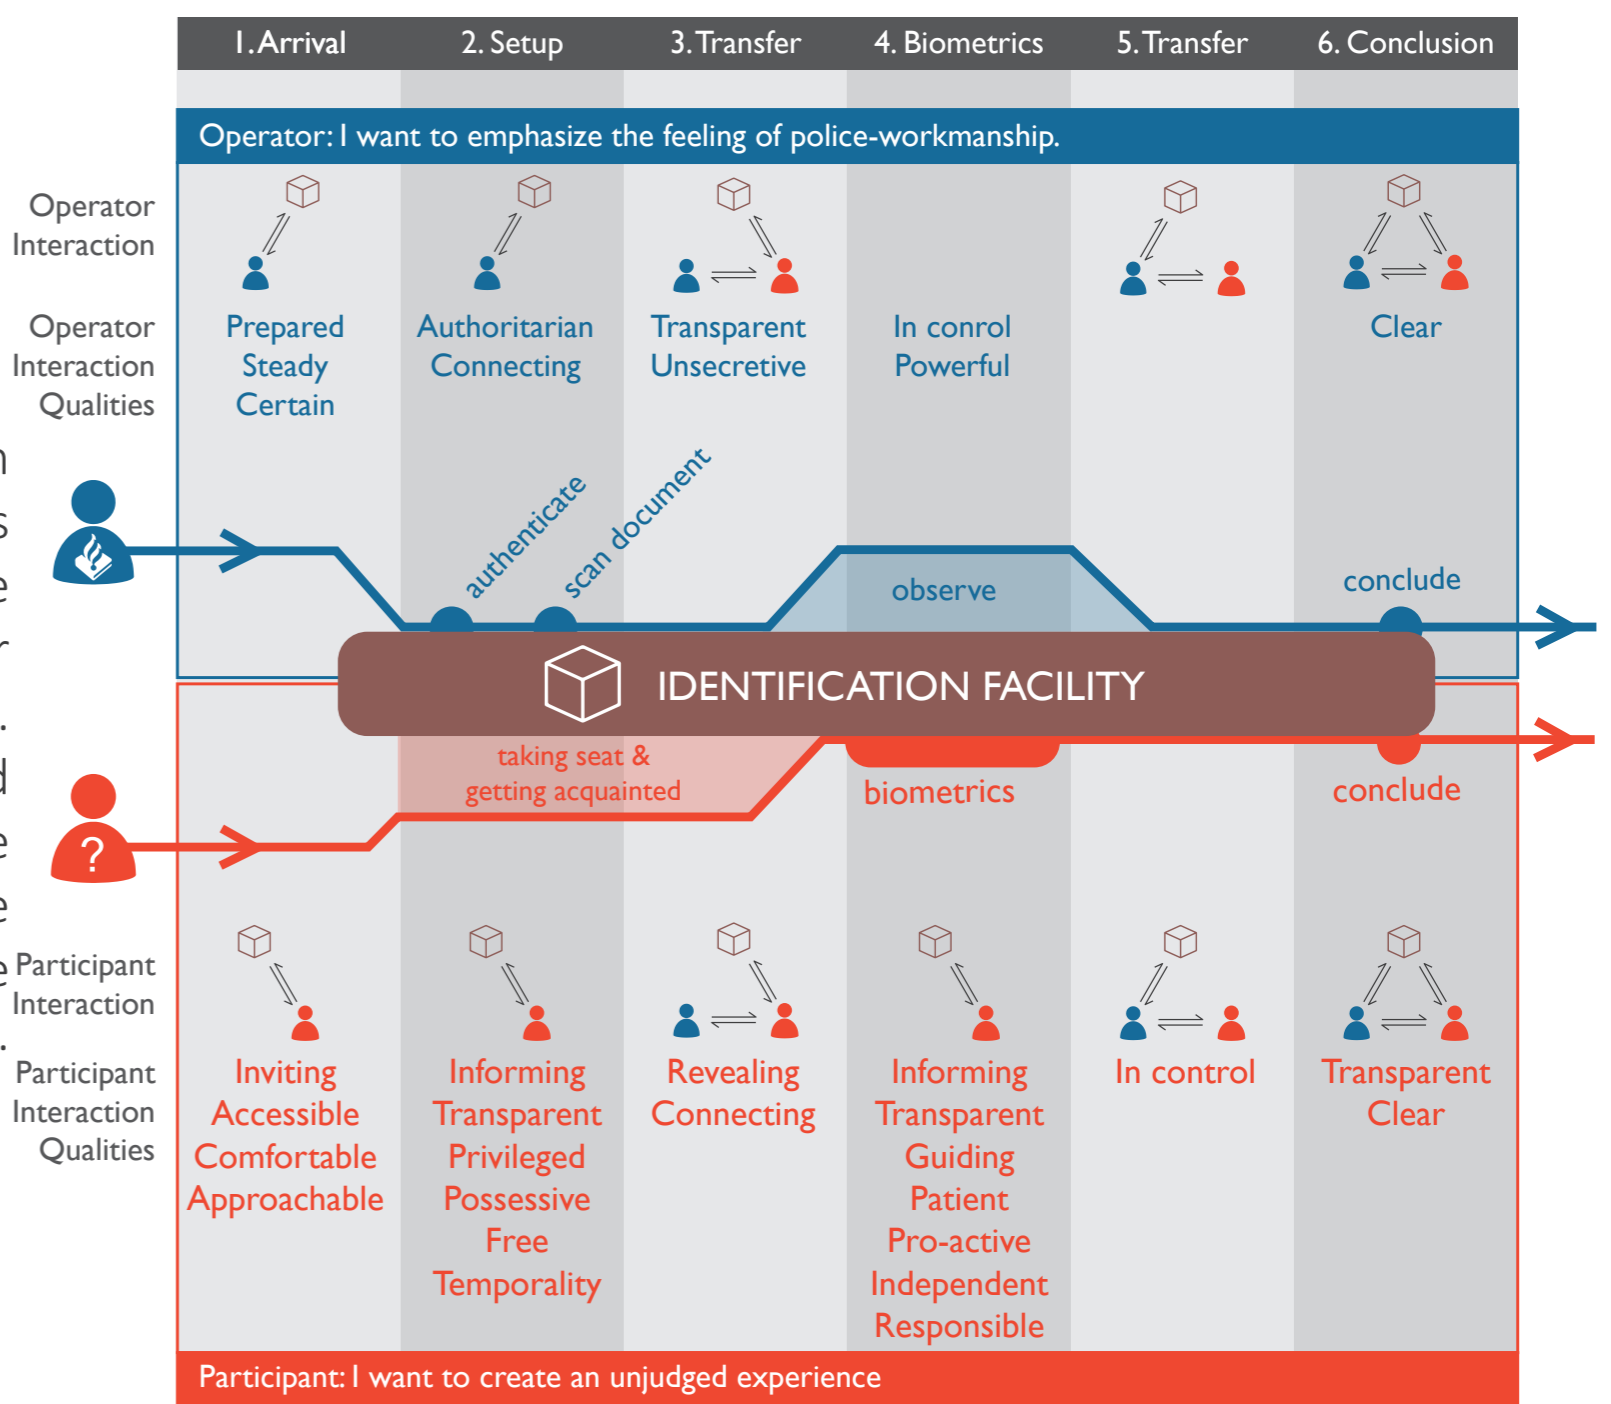 1. Arrival
2. Setup
3. Transfer
4. Biometrics
5. Transfer
6. Conclusion
Operator: I want to emphasize the feeling of police-workmanship.
Operator
Interaction
Operator
Interaction
Qualities
Prepared
Steady
Certain
Authoritarian
Connecting
Transparent
Unsecretive
In conrol
Powerful
Clear
n
s
e
r
.
d
e
e
e
.
authenticate
scan document
observe
conclude
IDENTIFICATION FACILITY
taking seat &
getting acquainted
biometrics
conclude
?
Participant
Interaction
Participant
Interaction
Qualities
Inviting
Accessible
Comfortable
Approachable
Informing
Transparent
Privileged
Possessive
Free
Temporality
Revealing
Connecting
Informing
Transparent
Guiding
Patient
Pro-active
Independent
Responsible
In control
Transparent
Clear
Participant: I want to create an unjudged experience